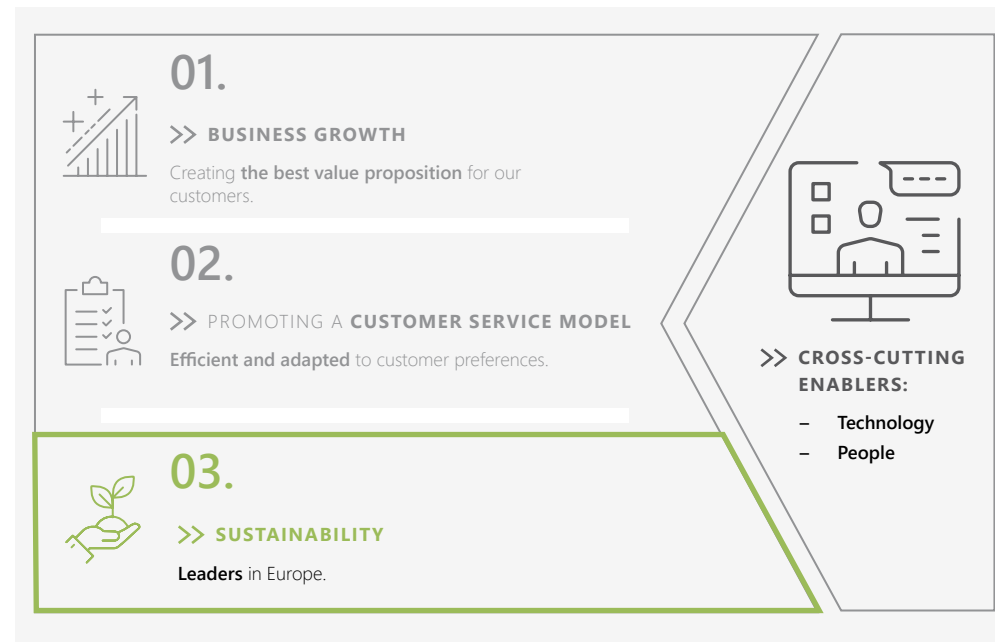 01.
>> BUSINESS GROWTH
Creating the best value proposition for our
customers.
02.
>> PROMOTING A CUSTOMER SERVICE MODEL
Efficient and adapted to customer preferences.
03.
>> SUSTAINABILITY
Leaders in Europe.
>> CROSS-CUTTING
ENABLERS:
– Technology
– People